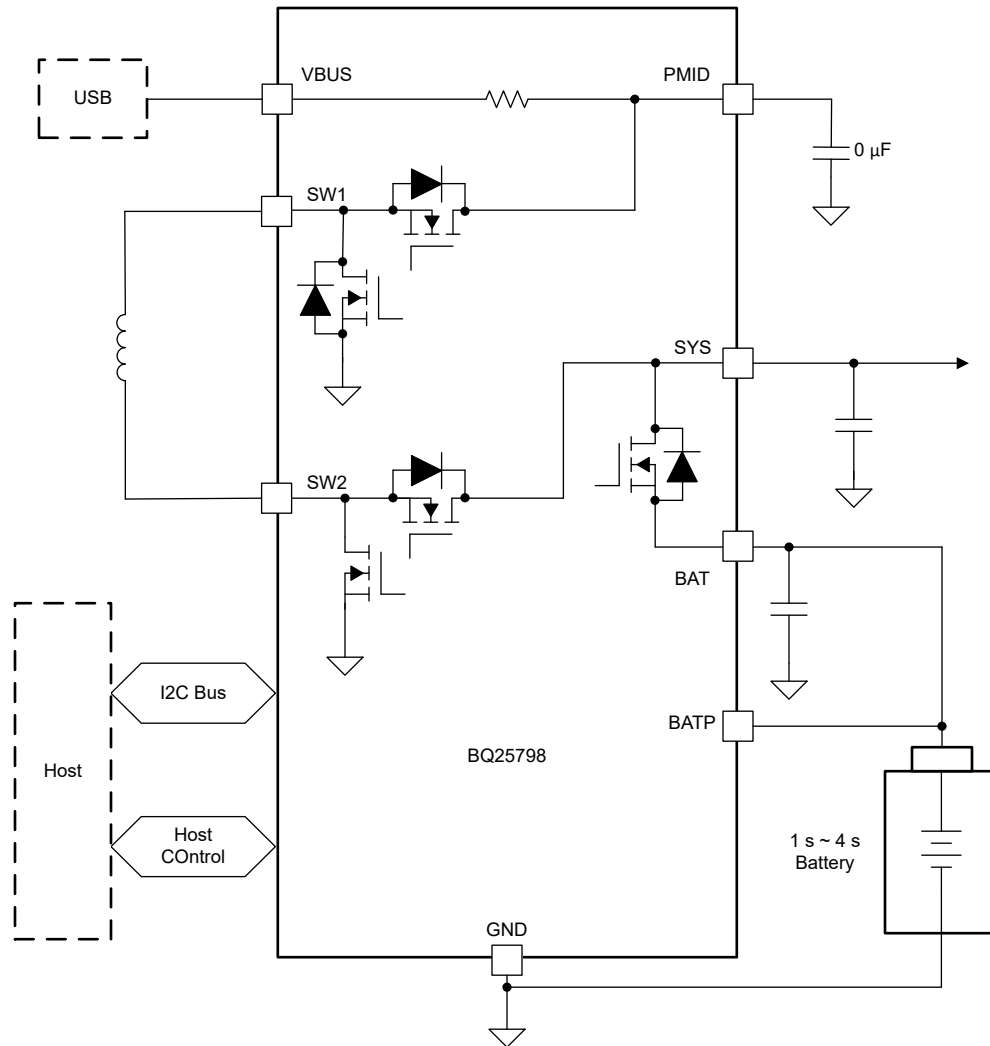 VBUS
PMID
USB
0 µF
SW1
SYS
SW2
BAT
I2C Bus
BATP
BQ25798
Host
Host
COntrol
1 s ~ 4 s
Battery
GND